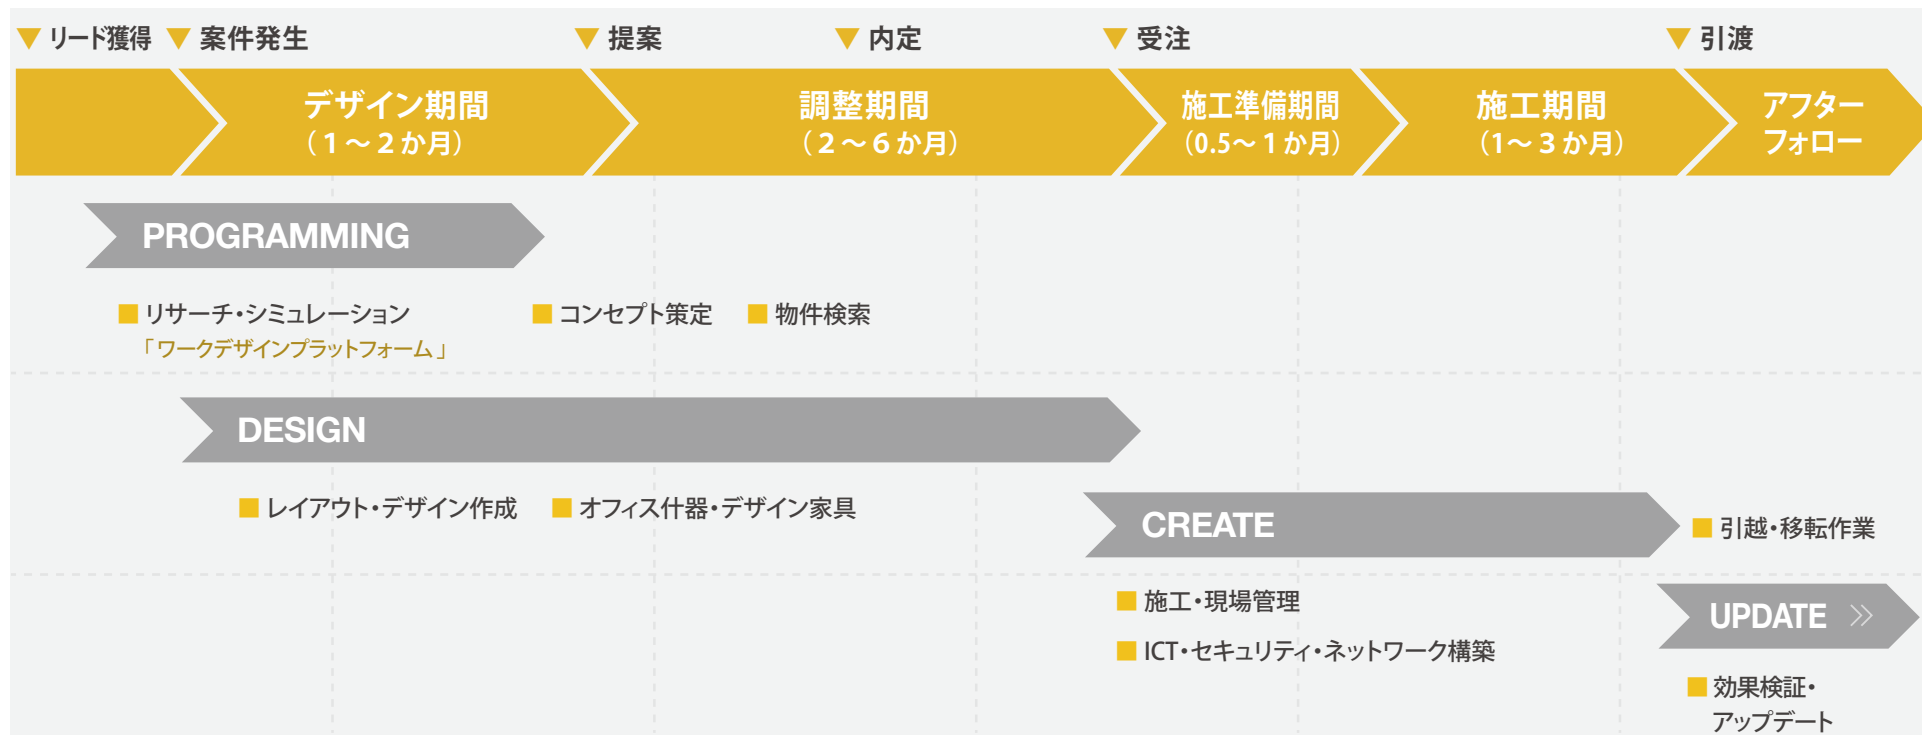 ▼ リード獲得 ▼ 案件発生 ▼ 提案 ▼ 内定 ▼ 受注 ▼ 引渡
デザイン期間
（1～2か月）
調整期間
（2～6か月）
施工準備期間
（0.5～1か月）
施工期間
（1～3か月）
アフター
フォロー
PROGRAMMING
■ リサーチ・シミュレーション
「ワークデザインプラットフォーム」
■ コンセプト策定
■ 物件検索
DESIGN
■ レイアウト・デザイン作成
■ オフィス什器・デザイン家具
CREATE
■ 引越・移転作業
■ 施工・現場管理
■ ICT・セキュリティ・ネットワーク構築
UPDATE
■ 効果検証・
アップデート